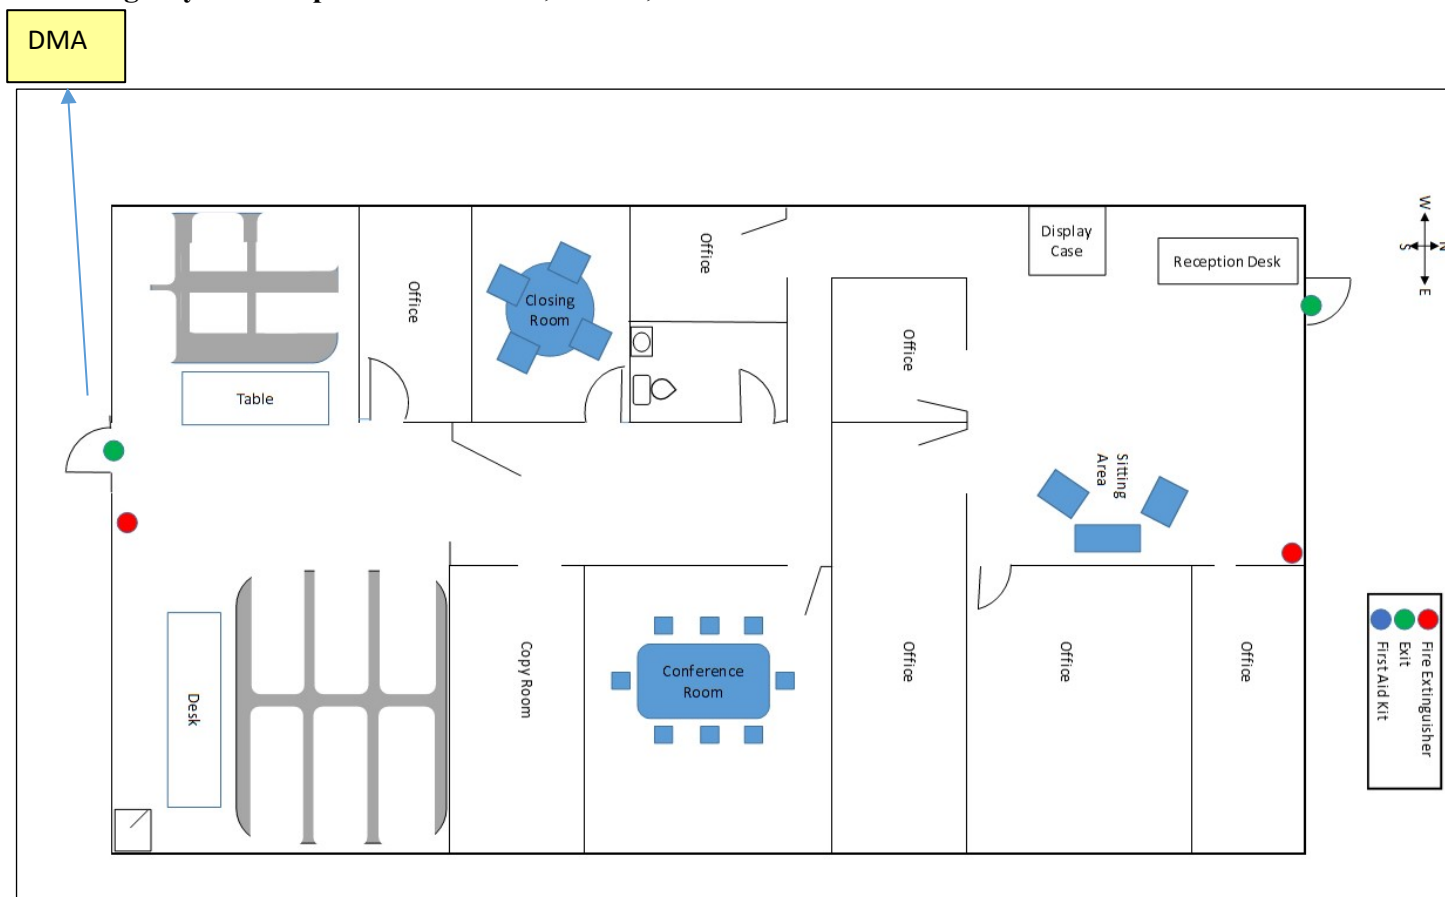 DMA
Office
Closing
Room
Office
Display
Case
Reception Desk
W
S
N
E
Office
Table
Sitting
Area
Desk
Copy Room
Conference
Room
Office
Office
Office
Fire Extinguisher
Exit
First Aid Kit